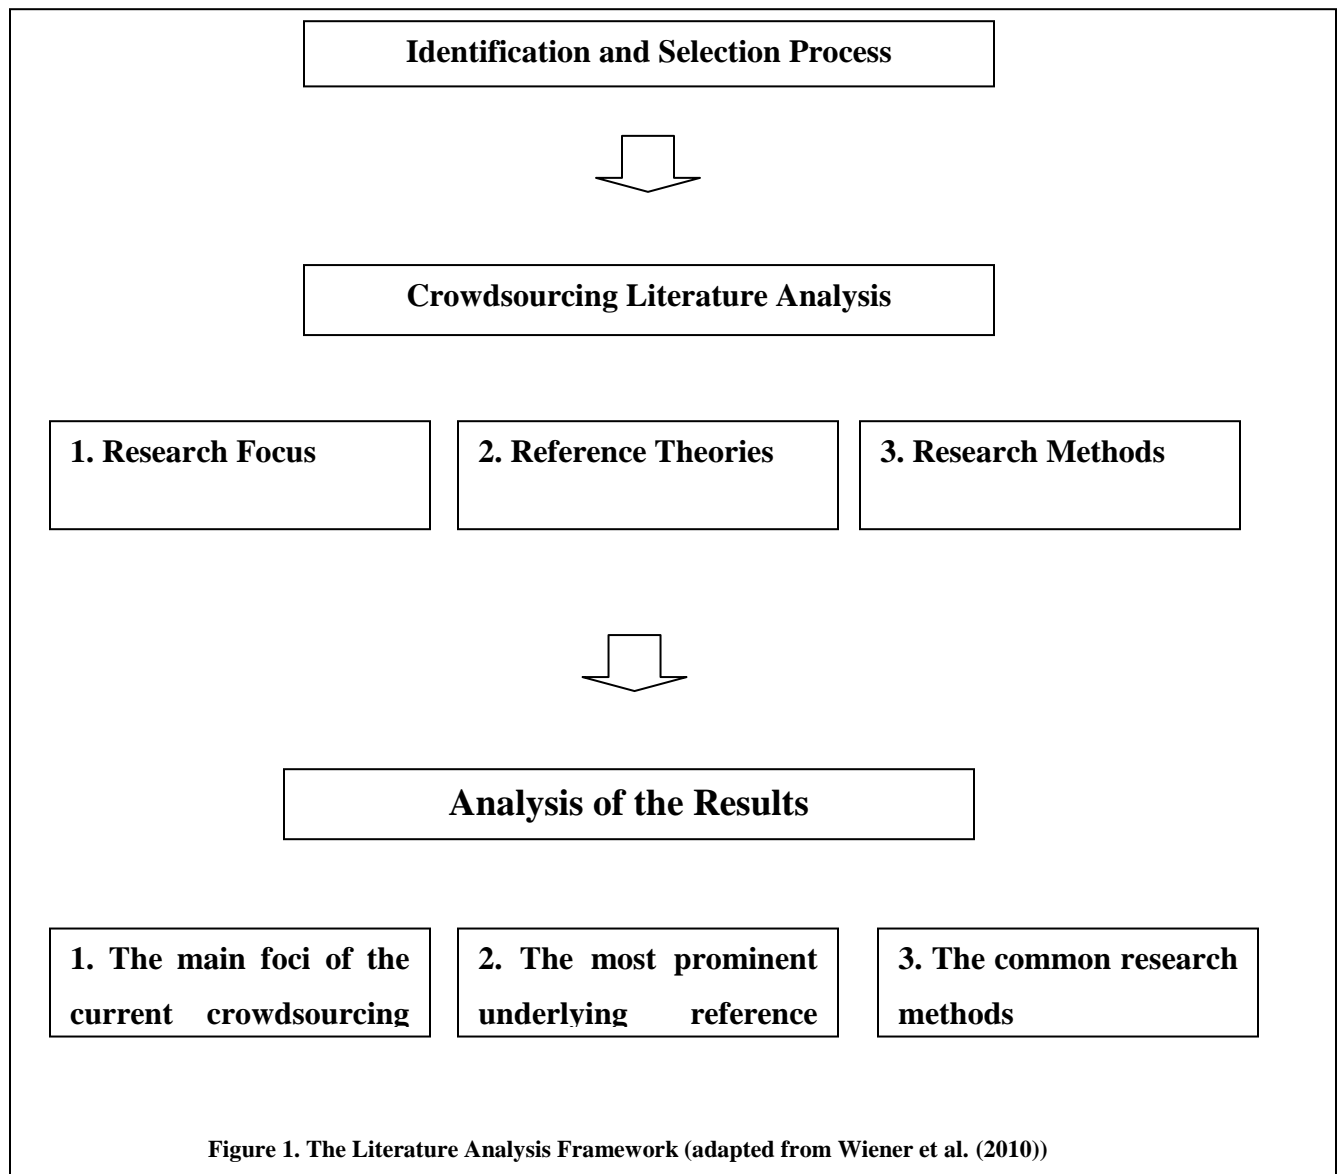 Identification and Selection Process
Crowdsourcing Literature Analysis
1. Research Focus
2. Reference Theories
3. Research Methods
Analysis of the Results
1. The main foci of the
current crowdsourcing
2. The most prominent
underlying reference
3. The common research
methods
Figure 1. The Literature Analysis Framework (adapted from Wiener et al. (2010))